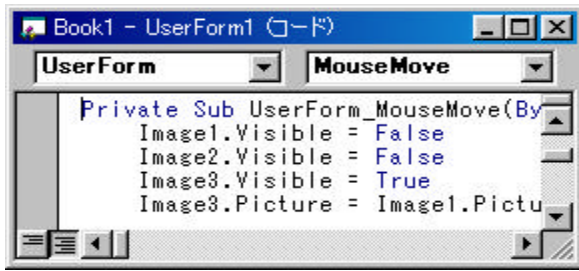 Book1 - UserForm1 (コード)
UserForm MouseMove
Private Sub UserForm_MouseMove(By
Image1.Visible = False
Image2.Visible = False
Image3.Visible = True
Image3.Picture = Image1.Pictu